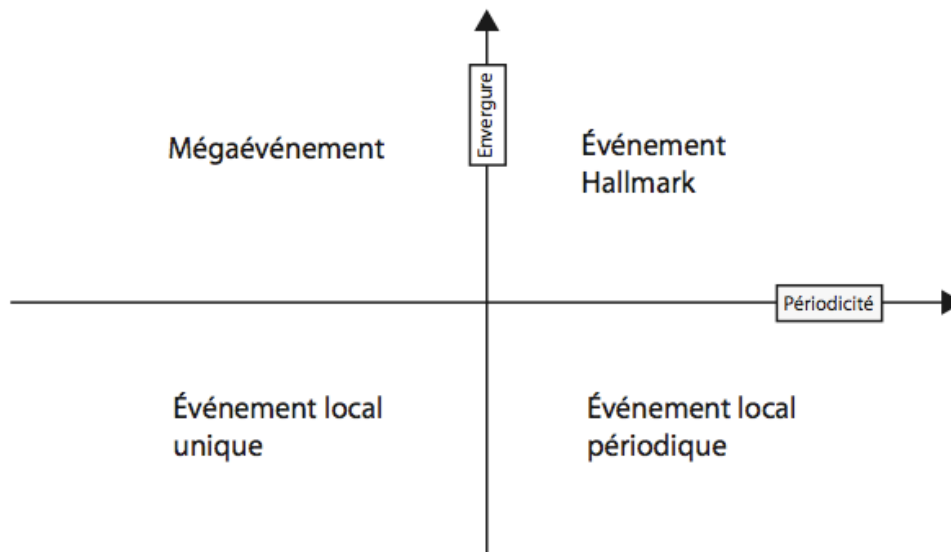 Envergure
Mégaévénement
Événement
Hallmark
Périodicité
Événement local
unique
Événement local
périodique